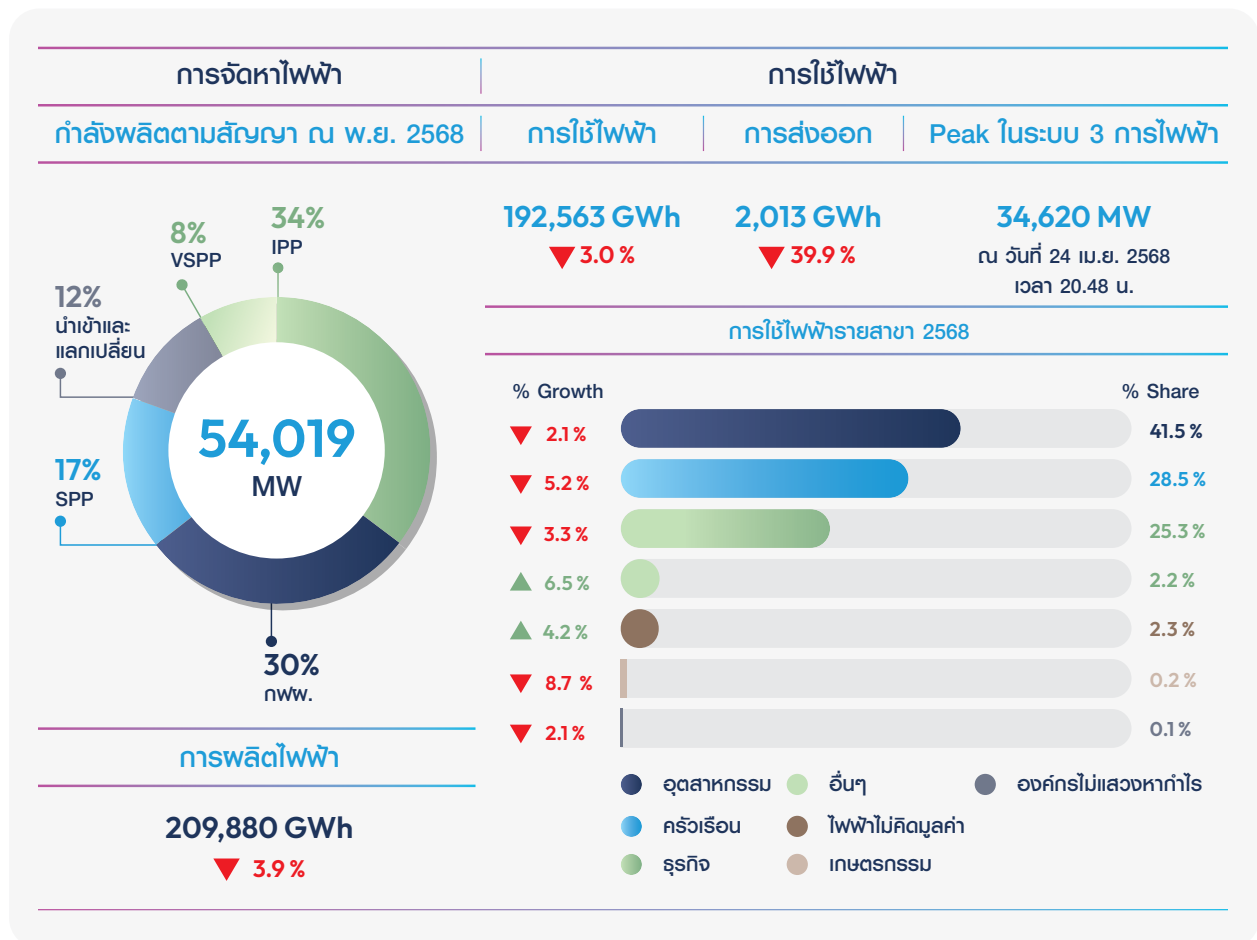 การจัดหาไฟฟ้า
การใช้ไฟฟ้า
กำลังผลิตตามสัญญา ณ พ.ย. 2568
การใช้ไฟฟ้า
การส่งออก
Peak ในระบบ 3 การไฟฟ้า
34%
IPP
8%
VSPP
12%
นำเข้าและ
แลกเปลี่ยน
17%
SPP
54,019
MW
30%
กฟผ.
การผลิตไฟฟ้า
209,880 GWh
▼ 3.9 %
192,563 GWh
▼ 3.0 %
2,013 GWh
▼ 39.9 %
34,620 MW
ณ วันที่ 24 เม.ย. 2568
เวลา 20.48 น.
การใช้ไฟฟ้ารายสาขา 2568
% Growth
% Share
▼ 2.1 %
41.5 %
▼ 5.2 %
28.5 %
▼ 3.3 %
25.3 %
▲ 6.5 %
2.2 %
▲ 4.2 %
2.3 %
▼ 8.7 %
0.2 %
▼ 2.1 %
0.1 %
อุตสาหกรรม
อื่นๆ
องค์กรไม่แสวงหากำไร
ครัวเรือน
ไฟฟ้าไม่คิดมูลค่า
ธุรกิจ
เกษตรกรรม